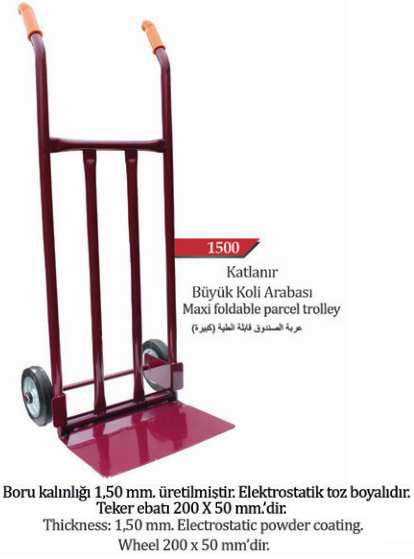 1500
Katlanır
Büyük Koli Arabası
Maxi foldable parcel trolley
عربة الصندوق قابلة الطية (كبيرة)
Boru kalınlığı 1,50 mm. üretilmiştir. Elektrostatik toz boyalıdır.
Teker ebatı 200 X 50 mm.'dir.
Thickness: 1,50 mm. Electrostatic powder coating.
Wheel 200 x 50 mm'dir.